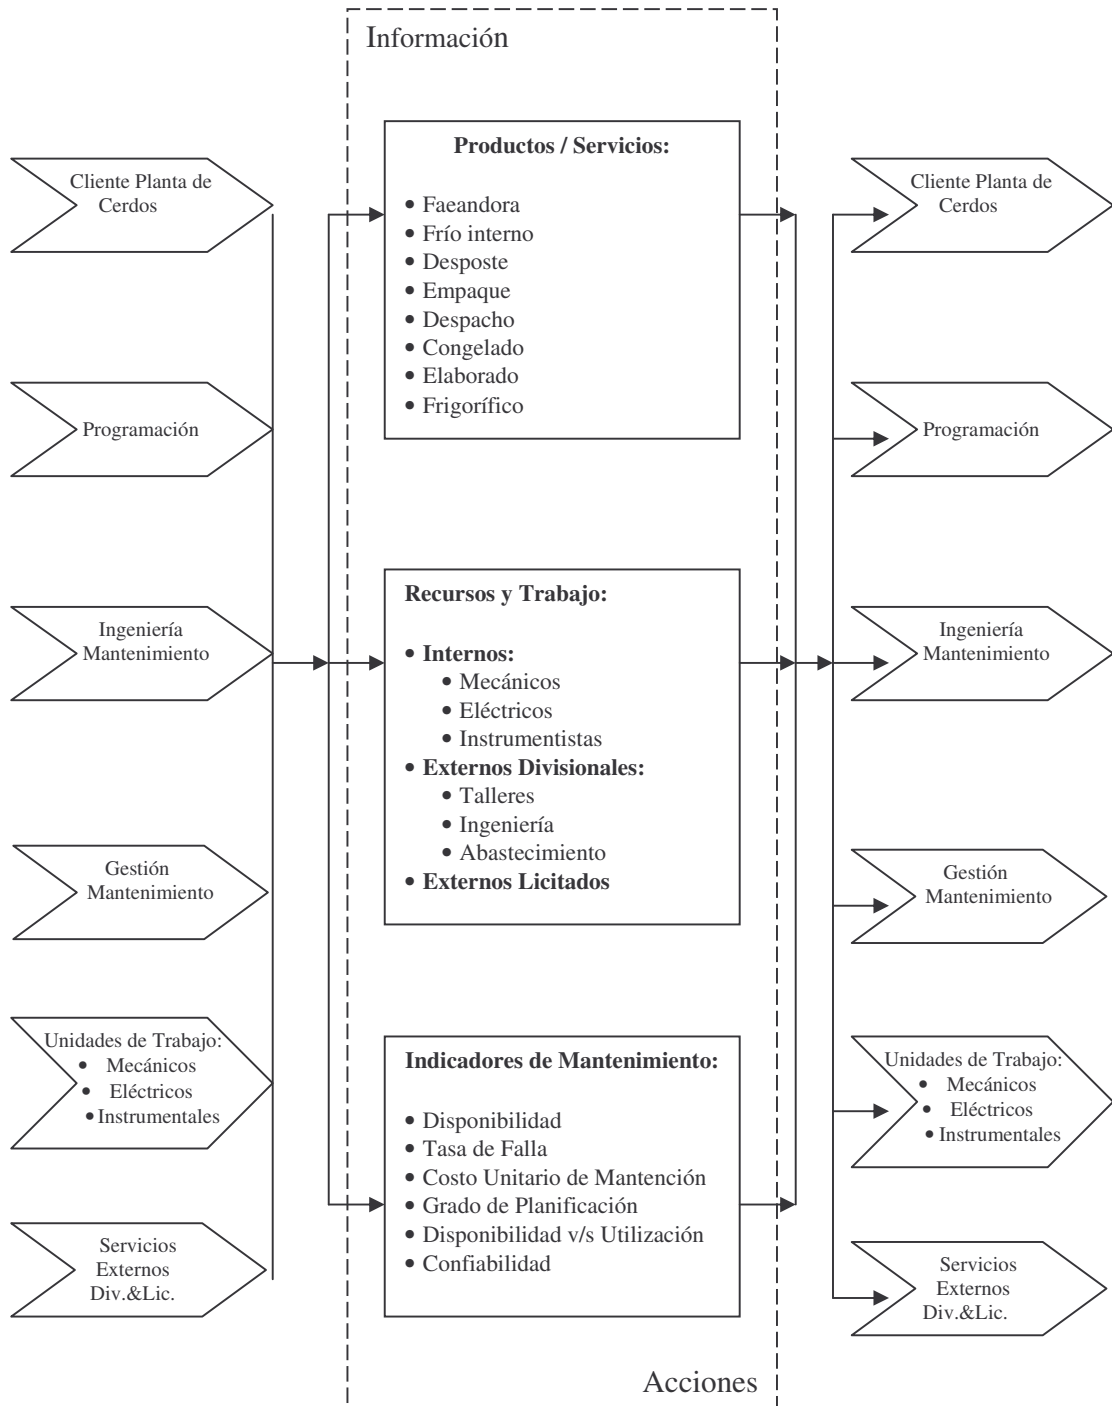 Información
Cliente Planta de
Cerdos
Programación
Ingeniería
Mantenimiento
Gestión
Mantenimiento
Unidades de Trabajo:
• Mecánicos
• Eléctricos
• Instrumentales
Servicios
Externos
Div.&Lic.
Productos / Servicios:
• Faeandora
• Frío interno
• Desposte
• Empaque
• Despacho
• Congelado
• Elaborado
• Frigorífico
Recursos y Trabajo:
• Internos:
• Mecánicos
• Eléctricos
• Instrumentistas
• Externos Divisionales:
• Talleres
• Ingeniería
• Abastecimiento
• Externos Licitados
Indicadores de Mantenimiento:
• Disponibilidad
• Tasa de Falla
• Costo Unitario de Mantención
• Grado de Planificación
• Disponibilidad v/s Utilización
• Confiabilidad
Cliente Planta de
Cerdos
Programación
Ingeniería
Mantenimiento
Gestión
Mantenimiento
Unidades de Trabajo:
• Mecánicos
• Eléctricos
• Instrumentales
Servicios
Externos
Div.&Lic.
Acciones